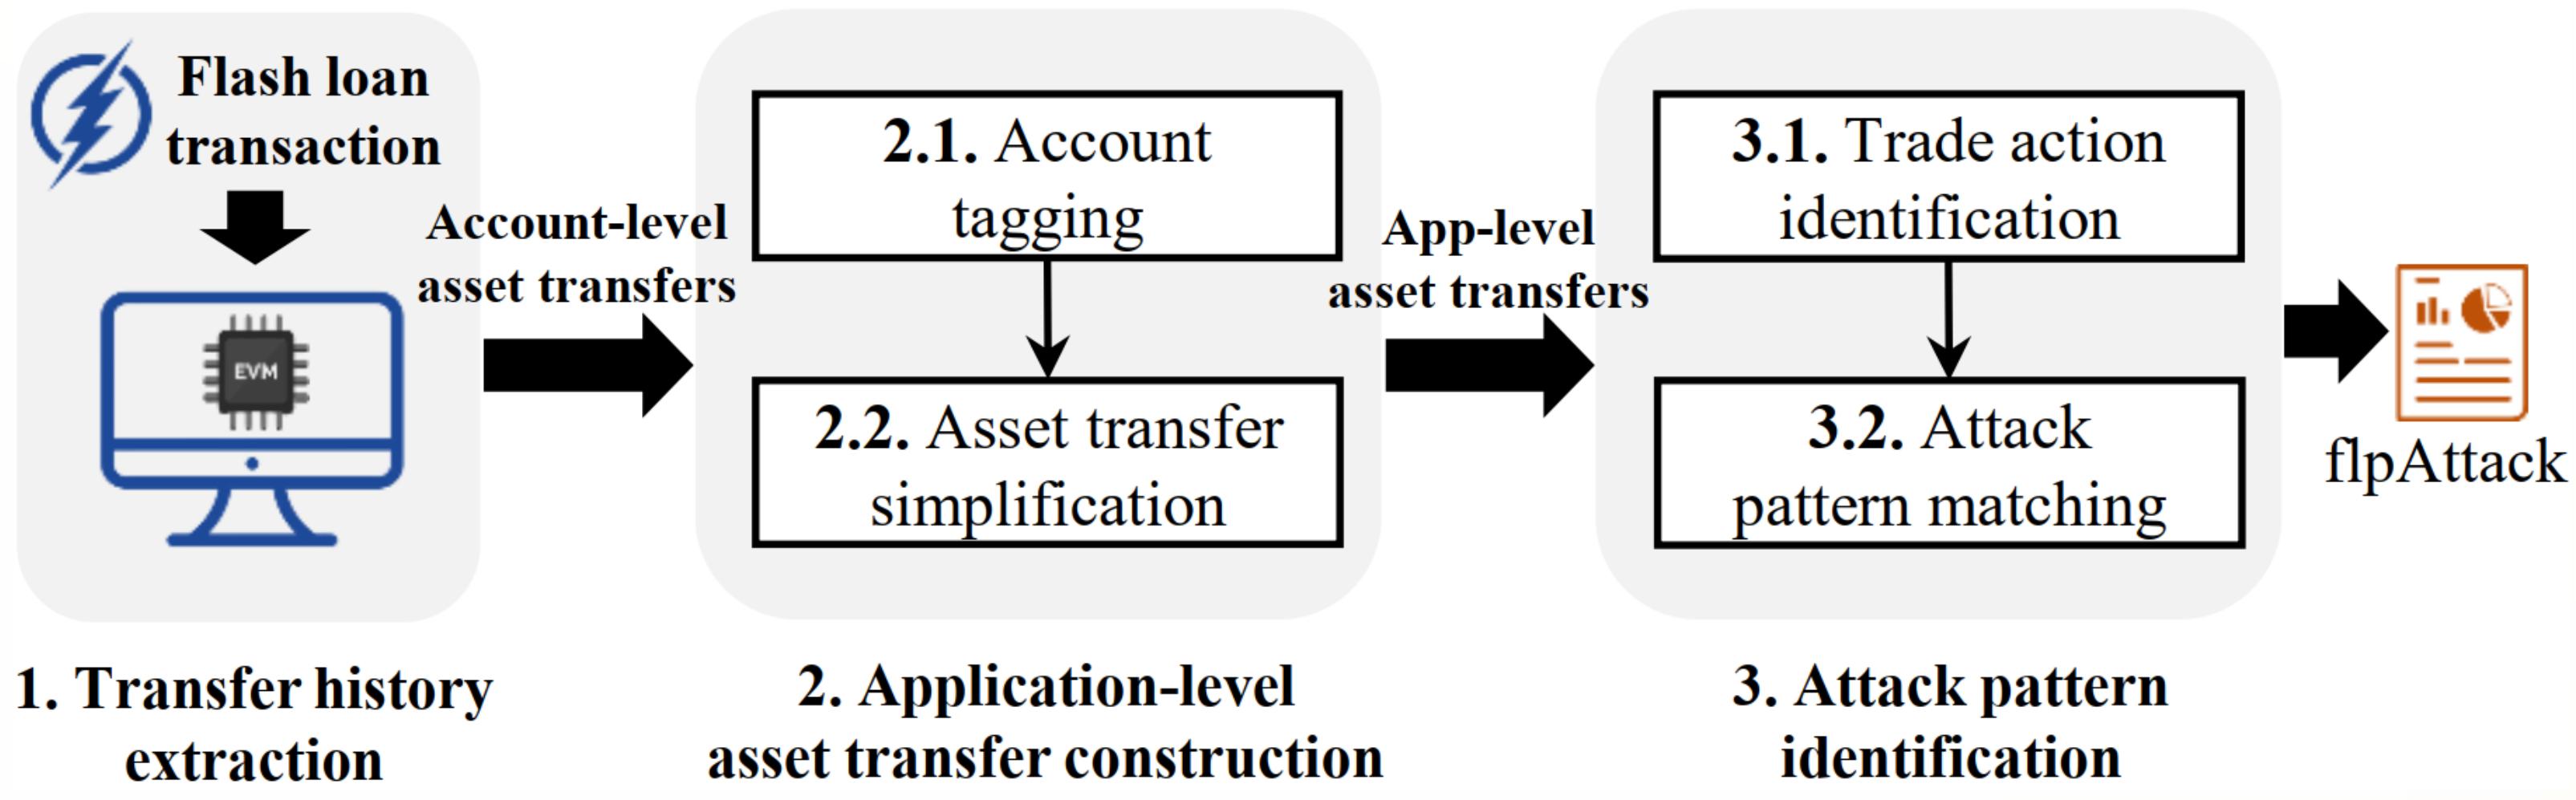 Flash loan
transaction
EVM
1. Transfer history
extraction
Account-level
asset transfers
2.1. Account
tagging
2.2. Asset transfer
simplification
2. Application-level
asset transfer construction
App-level
asset transfers
3.1. Trade action
identification
3.2. Attack
pattern matching
3. Attack pattern
identification
flpAttack